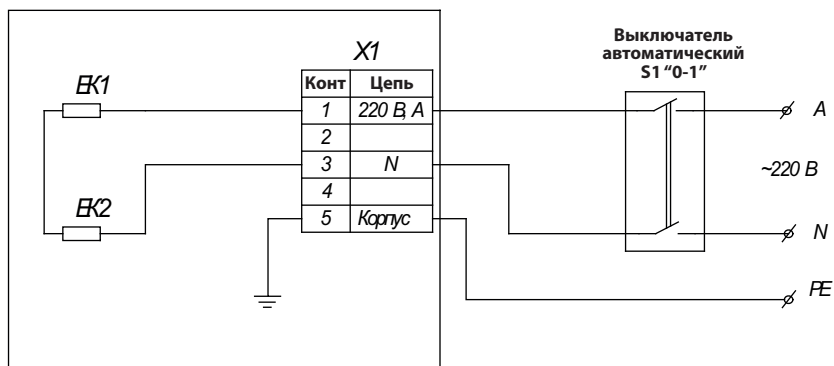 Выключатель
автоматический
S1 “0-1”
X1
Конт Цепь
EK1
1 220 В, А
A
2
~220 В
3 N
4
EK2
5 Корпус
N
PE